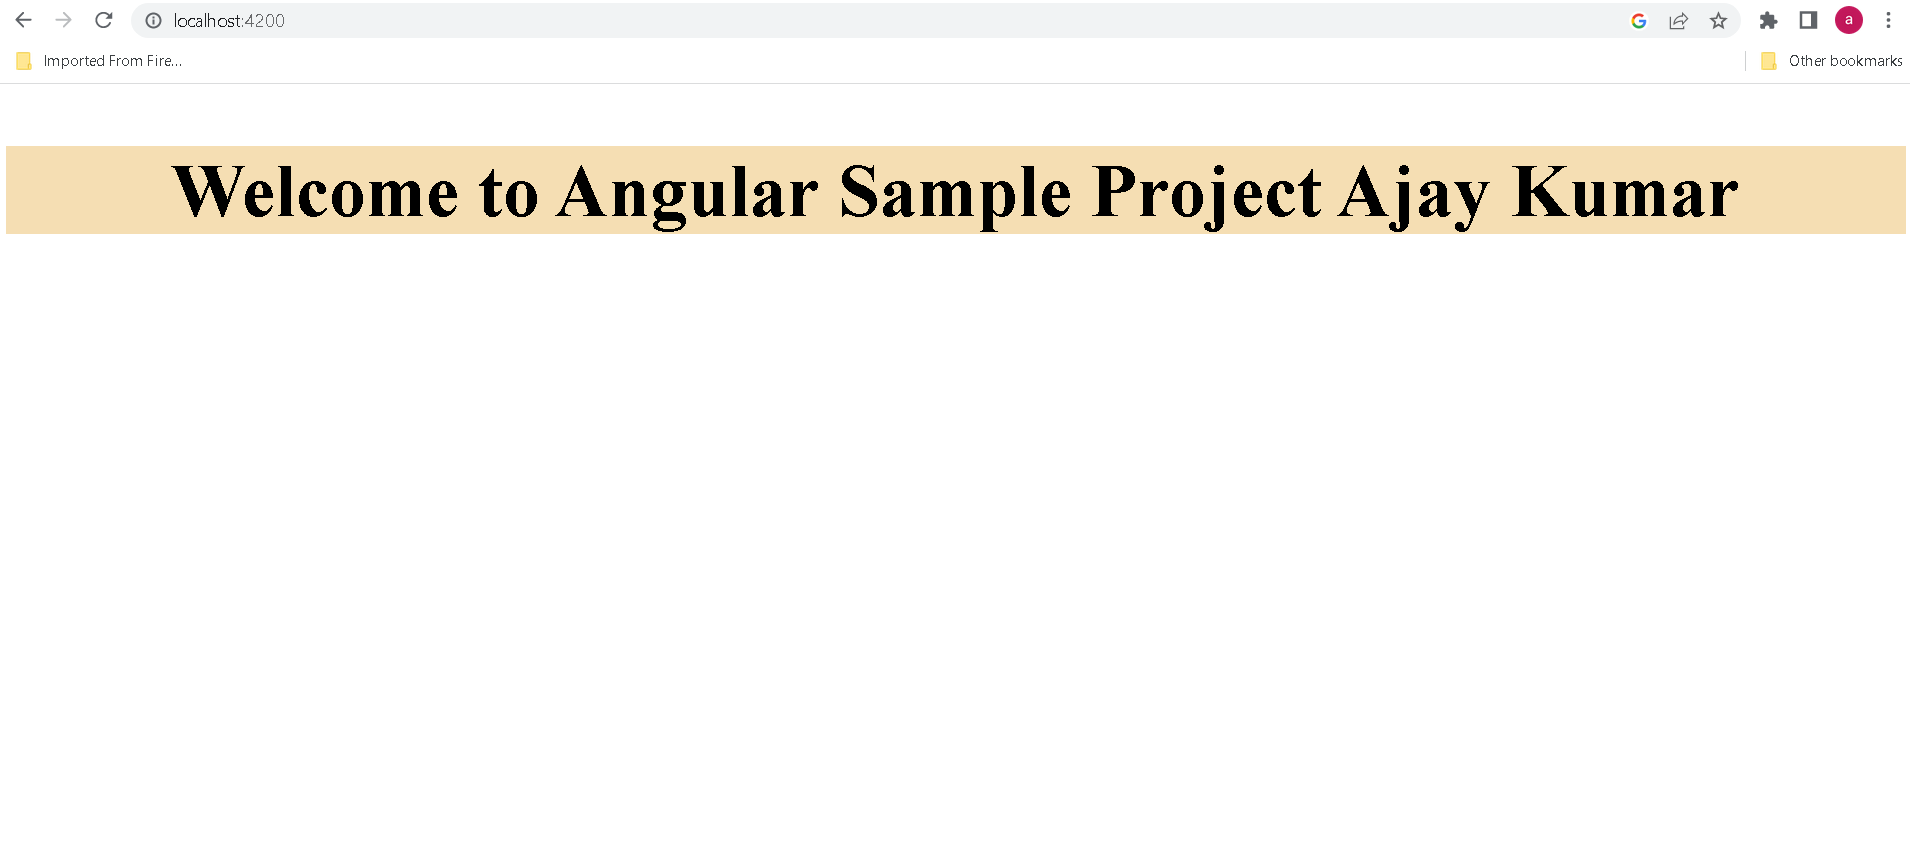 localhost:4200
a
Imported From Fire...
Other bookmarks
Welcome to Angular Sample Project Ajay Kumar